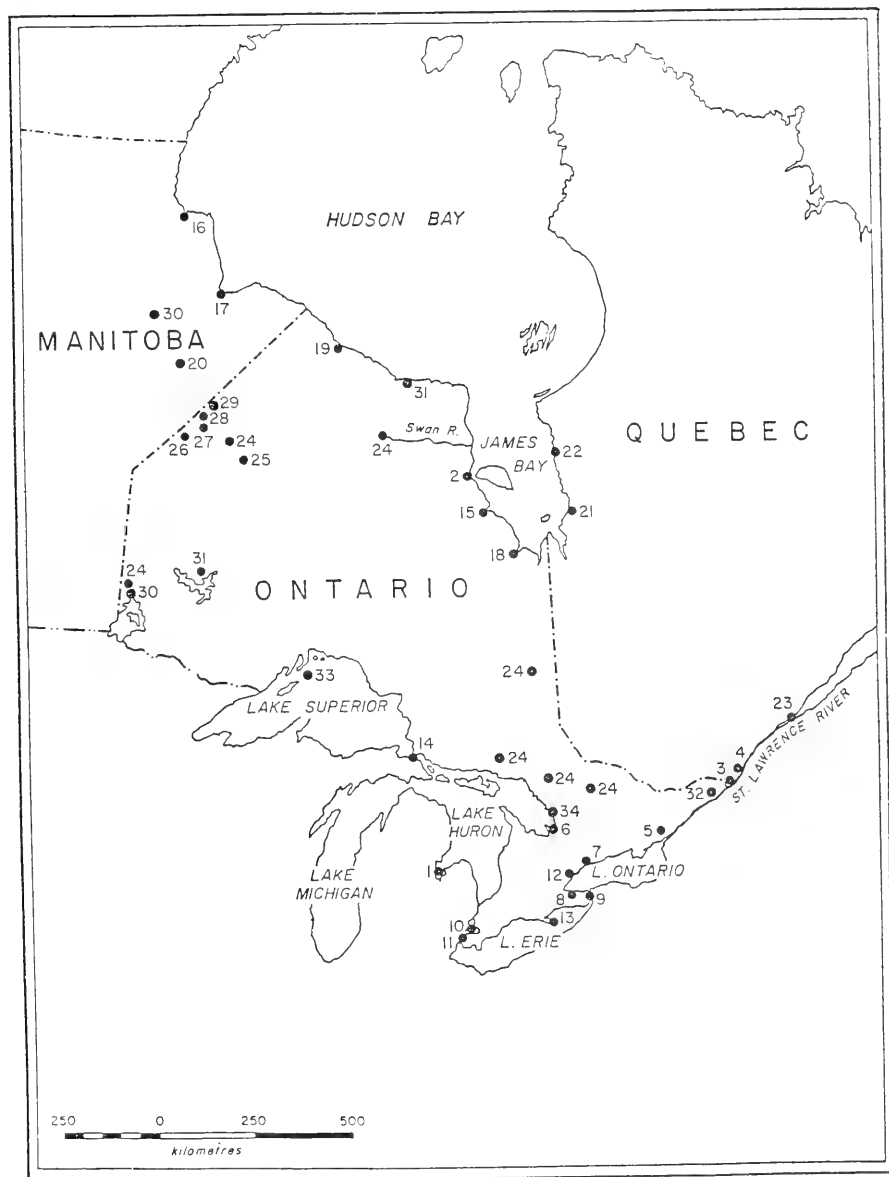 HUDSON BAY
16
17
30
MANITOBA
19
20
31
29
28
24
27
26
24
25
Swan R.
JAMES
BAY
QUEBEC
22
2
15
21
18
31
24
30
ONTARIO
24
33
LAKE SUPERIOR
23
14
24
4
3
ST. LAWRENCE RIVER
24
24
32
34
LAKE
HURON
6
5
7
L. ONTARIO
12
1
LAKE
MICHIGAN
8
9
13
10
11
L. ERIE
250 0 250 500
kilometres